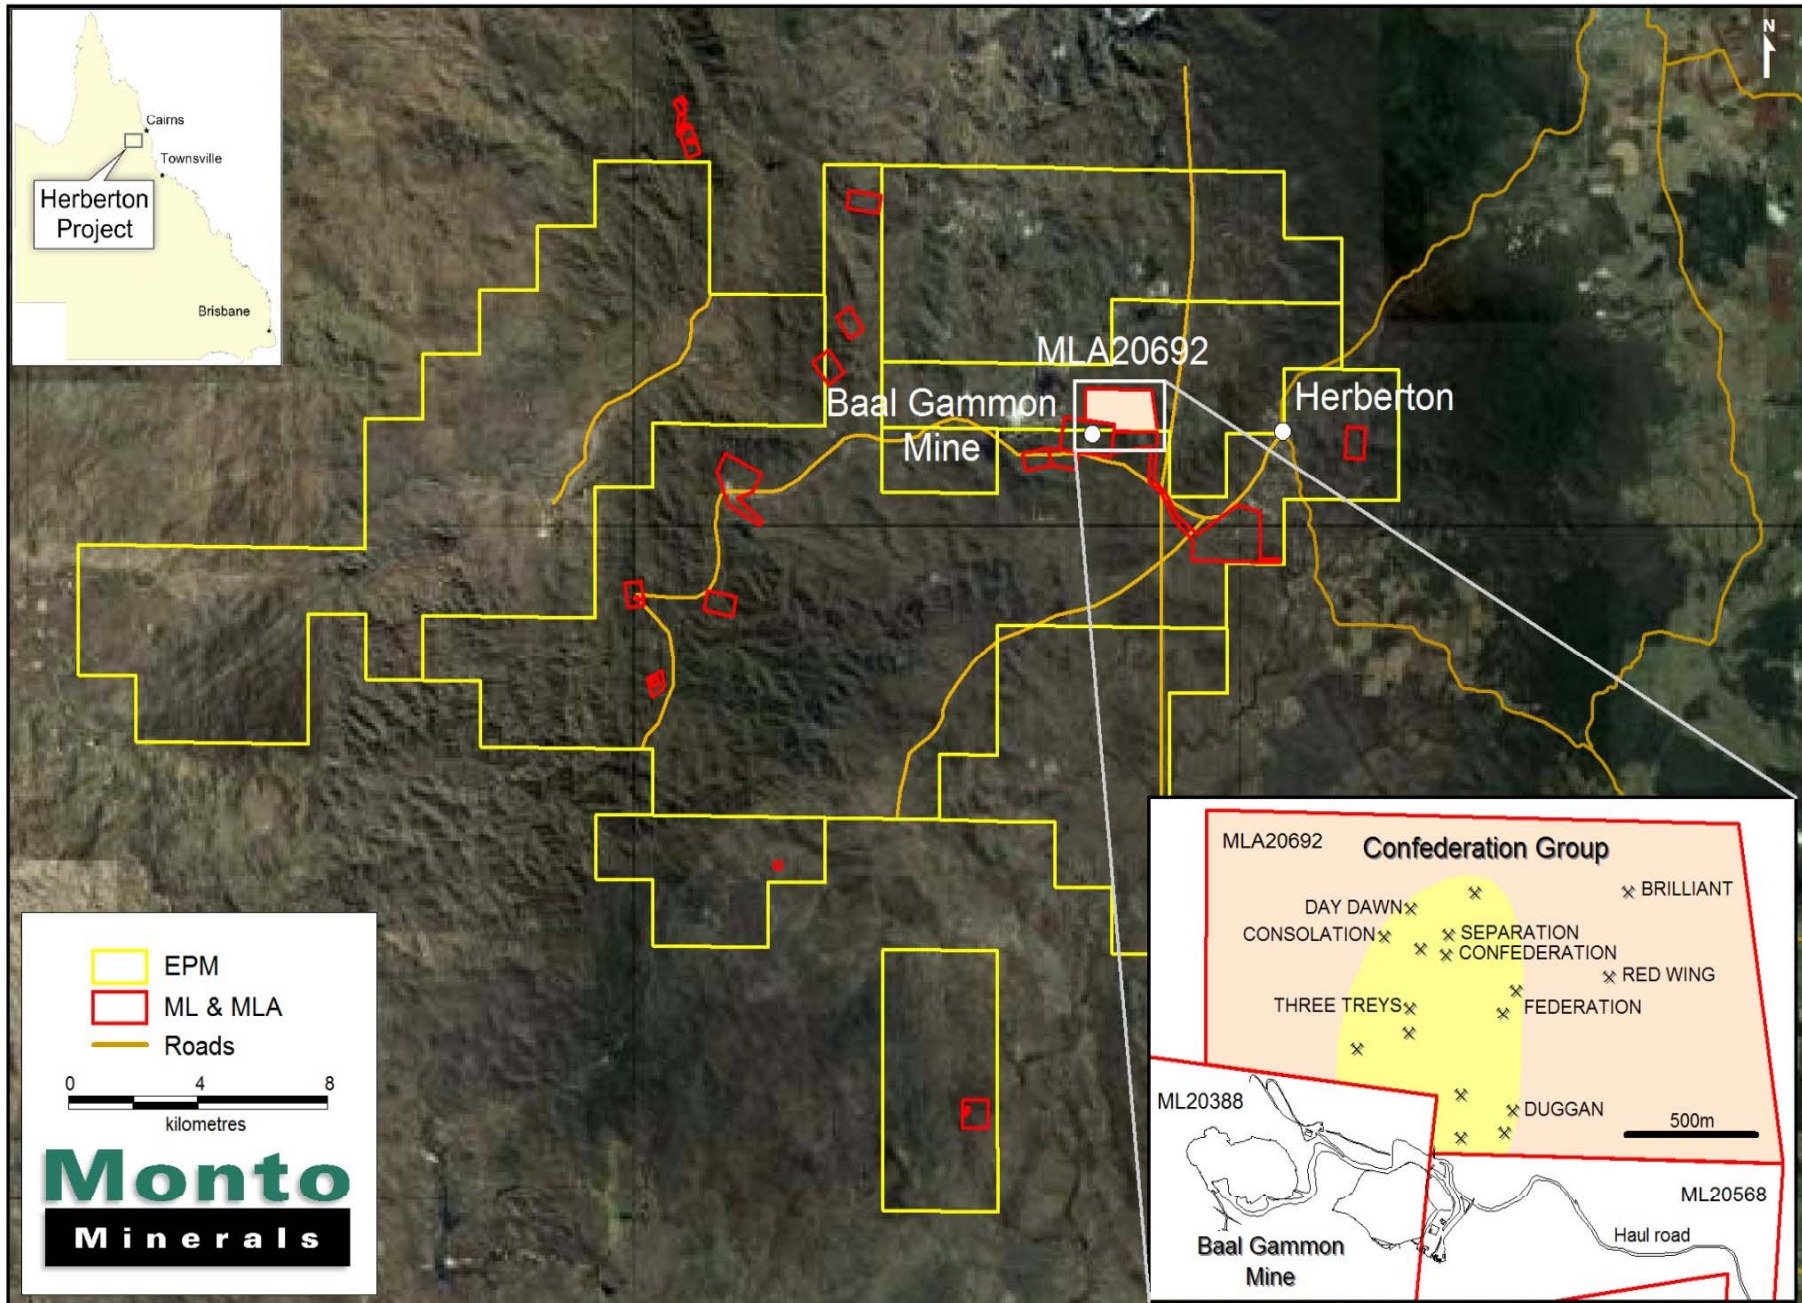 N
Cairns
Townsville
Herberton
Project
Brisbane
MLA20692
Baal Gammon
Mine
Herberton
EPM
ML & MLA
Roads
0 4 8
kilometres
Monto
Minerals
MLA20692
Confederation Group
BRILLIANT
DAY DAWN
CONSOLATION
SEPARATION
CONFEDERATION
RED WING
THREE TREYS
FEDERATION
ML20388
DUGGAN
500m
ML20568
Haul road
Baal Gammon
Mine